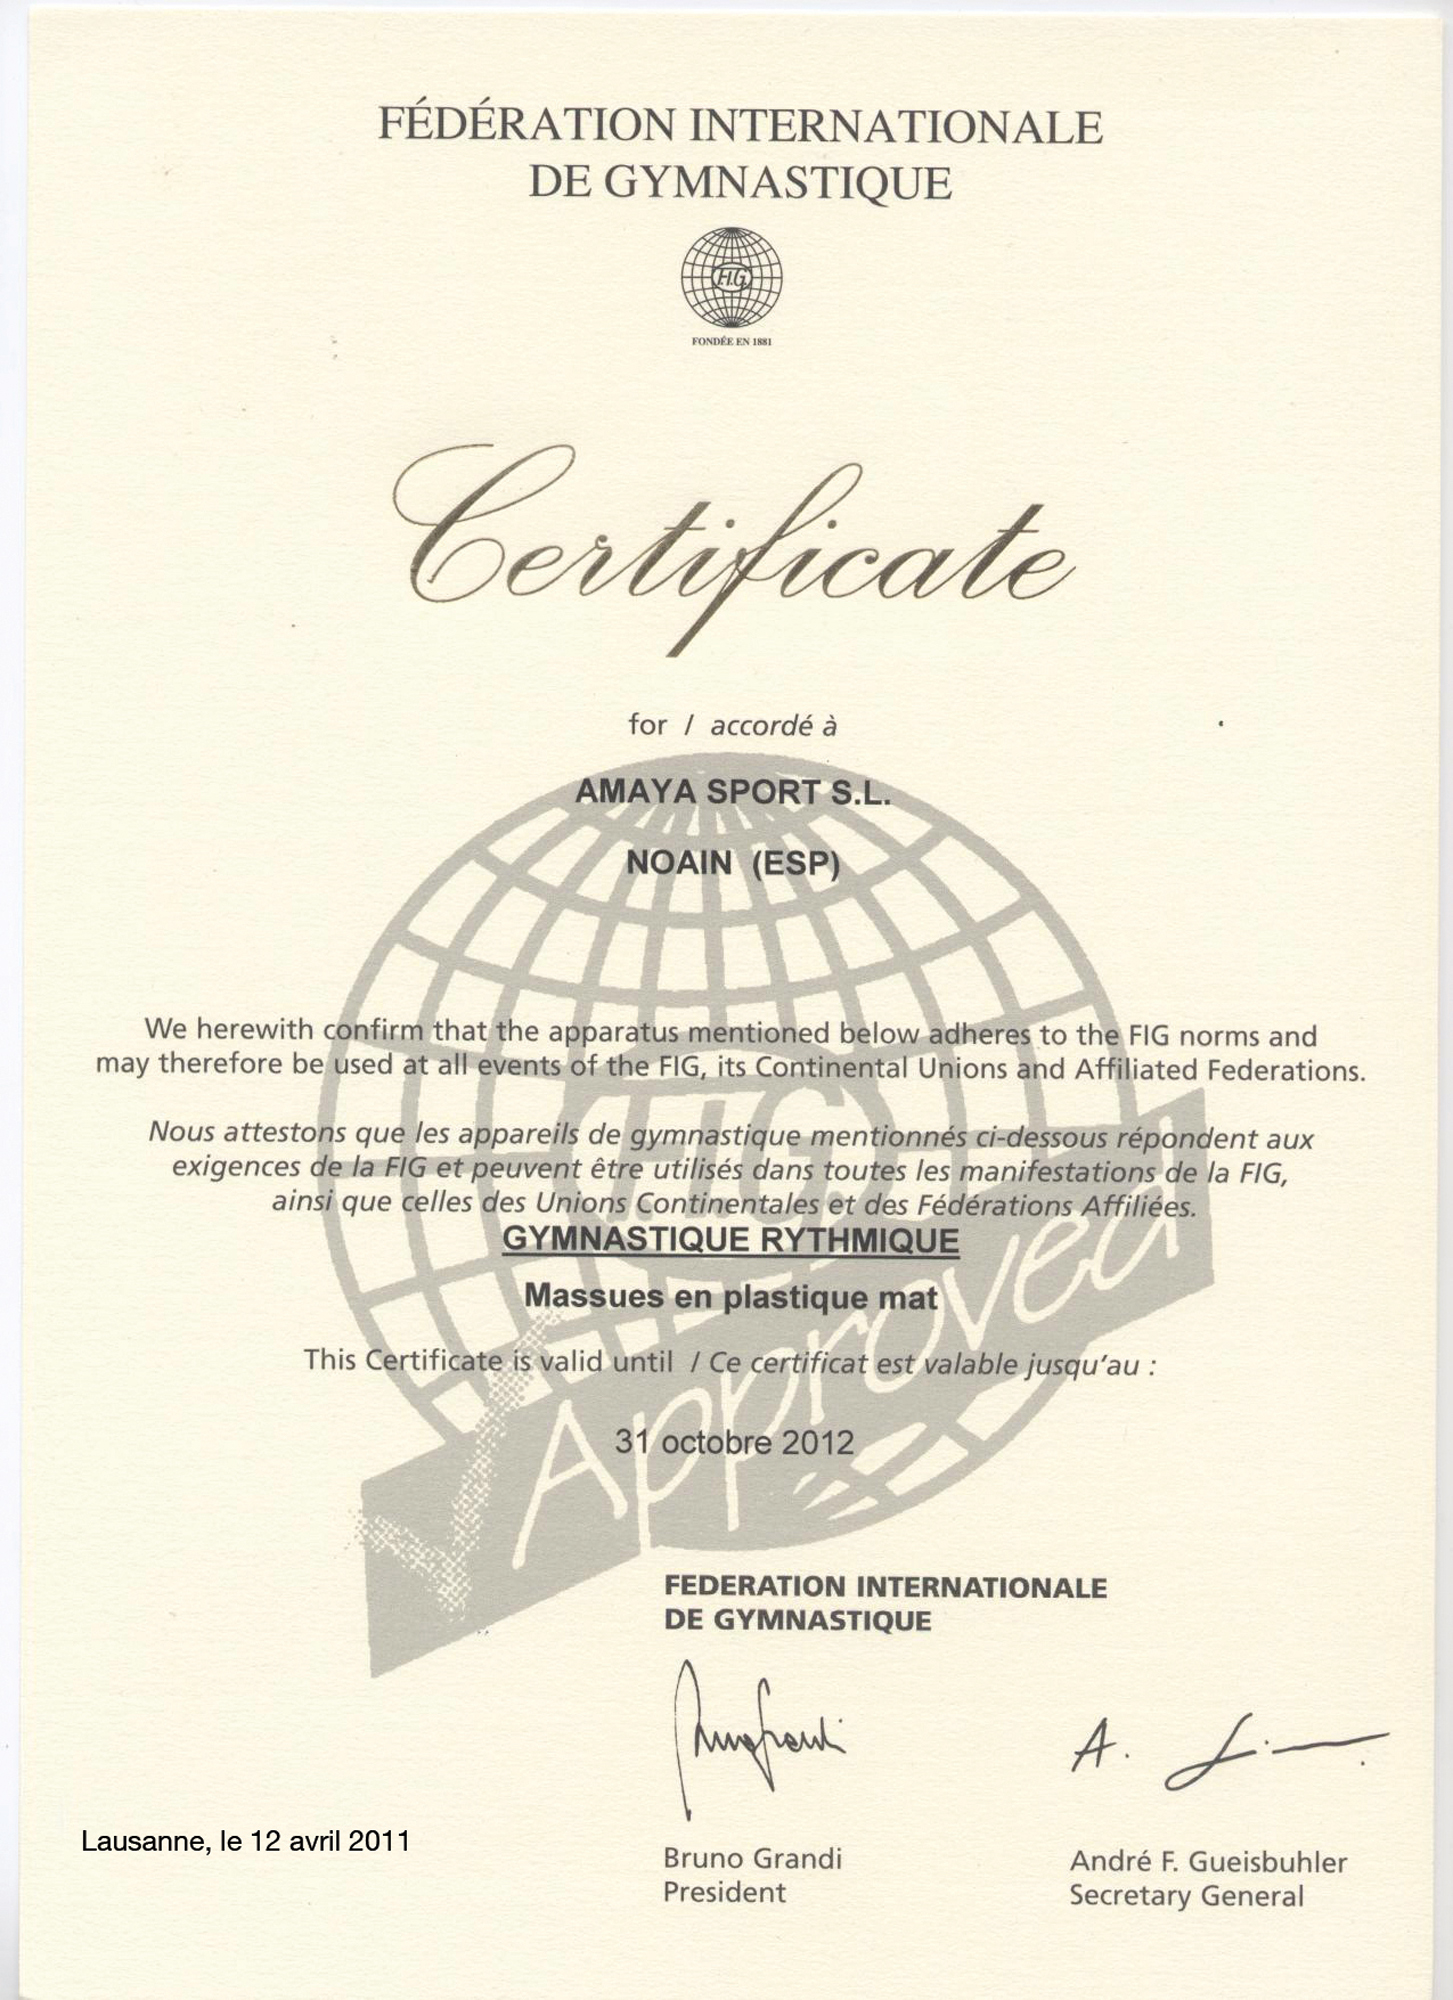 FÉDÉRATION INTERNATIONALE
DE GYMNASTIQUE
F.I.G
FONDÉE EN 1881
Certificate
for / accordé à
AMAYA SPORT S.L.
NOAIN (ESP)
We herewith confirm that the apparatus mentioned below adheres to the FIG norms and
may therefore be used at all events of the FIG, its Continental Unions and Affiliated Federations.
Nous attestons que les appareils de gymnastique mentionnés ci-dessous répondent aux
exigences de la FIG et peuvent être utilisés dans toutes les manifestations de la FIG,
ainsi que celles des Unions Continentales et des Fédérations Affiliées.
F.I.G.
GYMNASTIQUE RYTHMIQUE
Massues en plastique mat
Approved
This Certificate is valid until / Ce certificat est valable jusqu'au :
31 octobre 2012
FEDERATION INTERNATIONALE
DE GYMNASTIQUE
Lausanne, le 12 avril 2011
Bruno Grandi
President
André F. Gueisbuhler
Secretary General